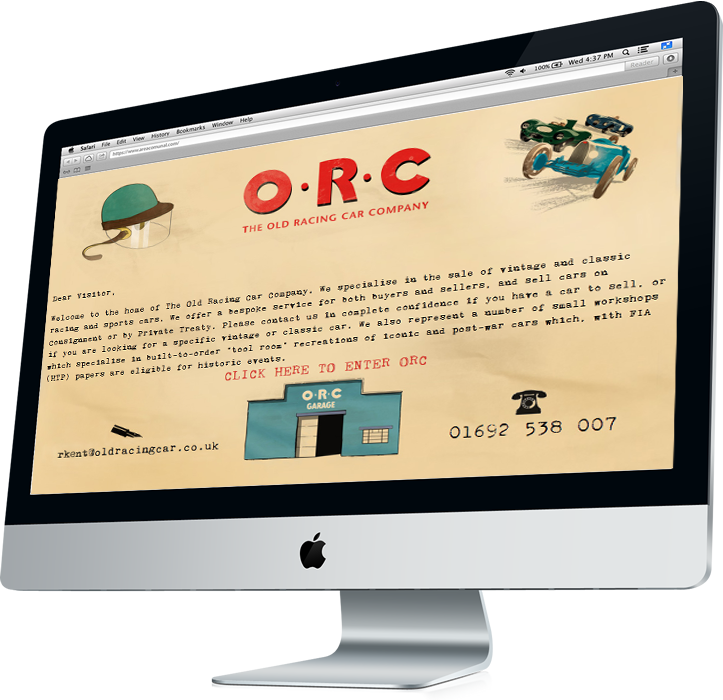 Safari File Edit View History Bookmarks Window Help
100% Wed 4:37 PM
Reader
O·R·C
THE OLD RACING CAR COMPANY
Dear Visitor,
Welcome to the home of The Old Racing Car Company. We specialise in the sale of vintage and classic
racing and sports cars. We offer a bespoke service for both buyers and sellers, and sell cars on
consignment or by Private Treaty. Please contact us in complete confidence if you have a car to sell, or
if you are looking for a specific vintage or classic car. We also represent a number of small workshops
which specialise in built-to-order "tool room" recreations of iconic and post-war cars which, with FIA
(HTP) papers are eligible for historic events.
CLICK HERE TO ENTER ORC
O·R·C
GARAGE
rkent@oldracingcar.co.uk
01692 538 007